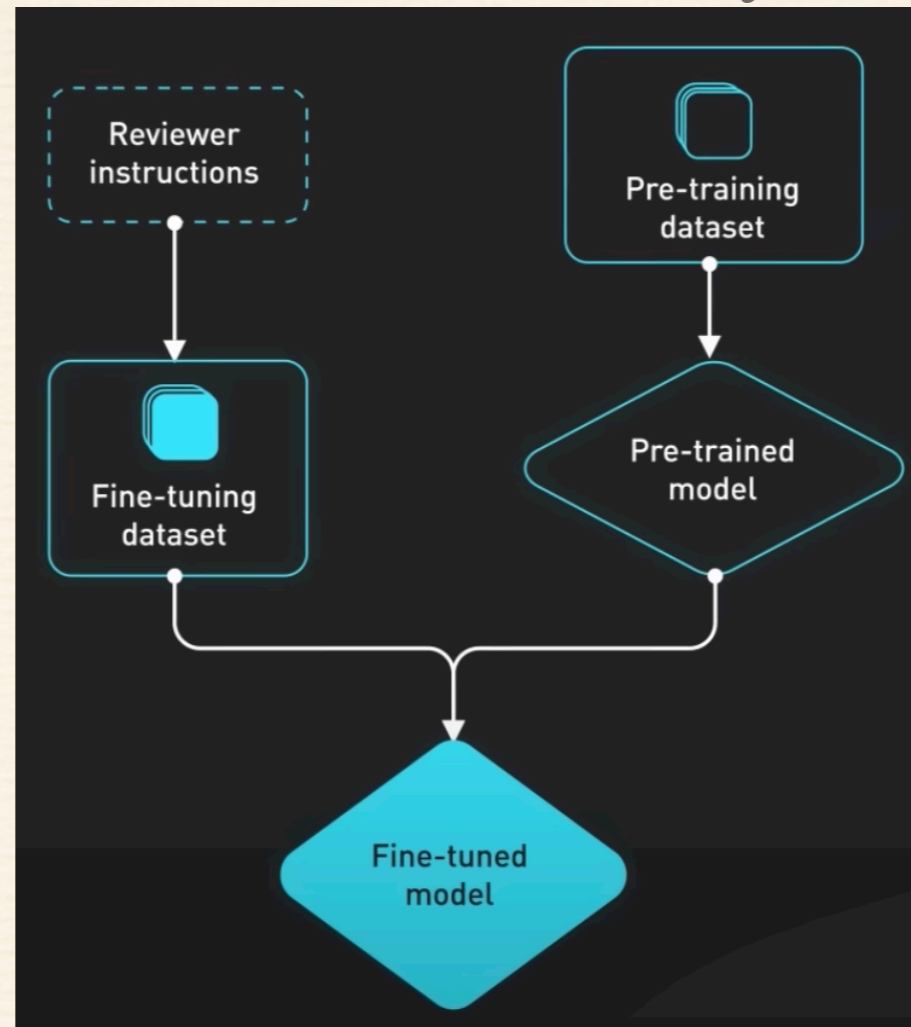 Reviewer
instructions
Pre-training
dataset
Fine-tuning
dataset
Pre-trained
model
Fine-tuned
model